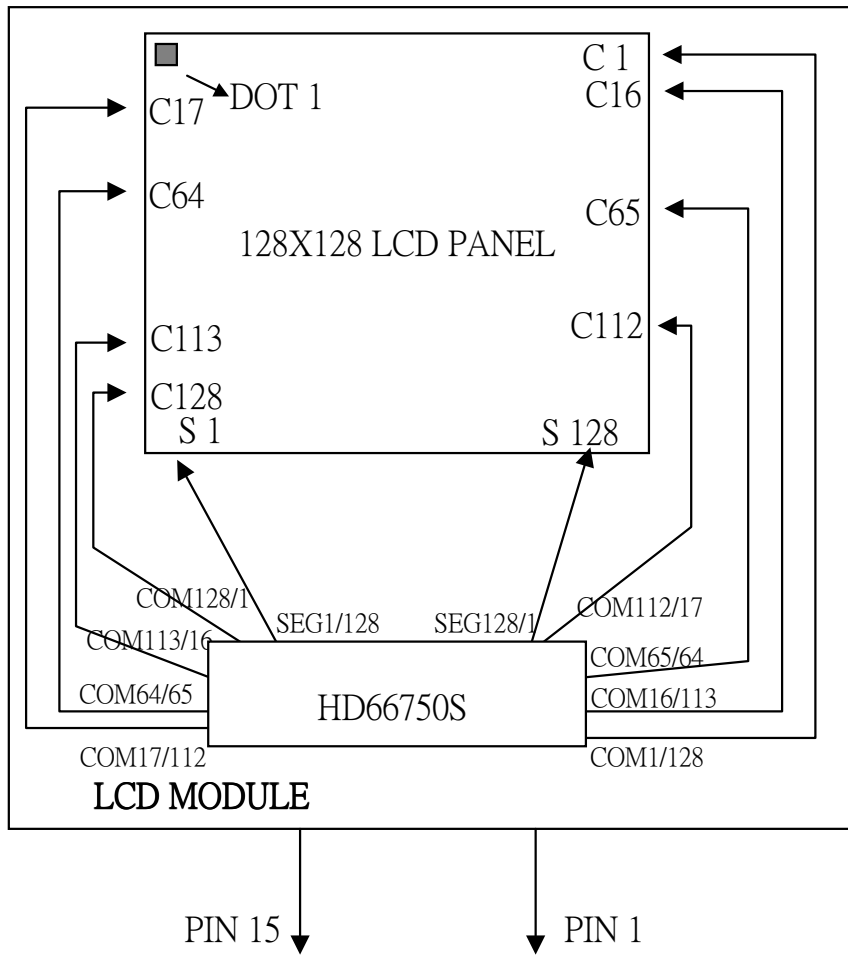 C 1
C16
DOT 1
C17
C64
C65
128X128 LCD PANEL
C112
C113
C128
S 1
S 128
COM128/1
COM112/17
SEG1/128
SEG128/1
COM113/16
COM65/64
COM64/65
COM16/113
HD66750S
COM17/112
COM1/128
LCD MODULE
PIN 15
PIN 1